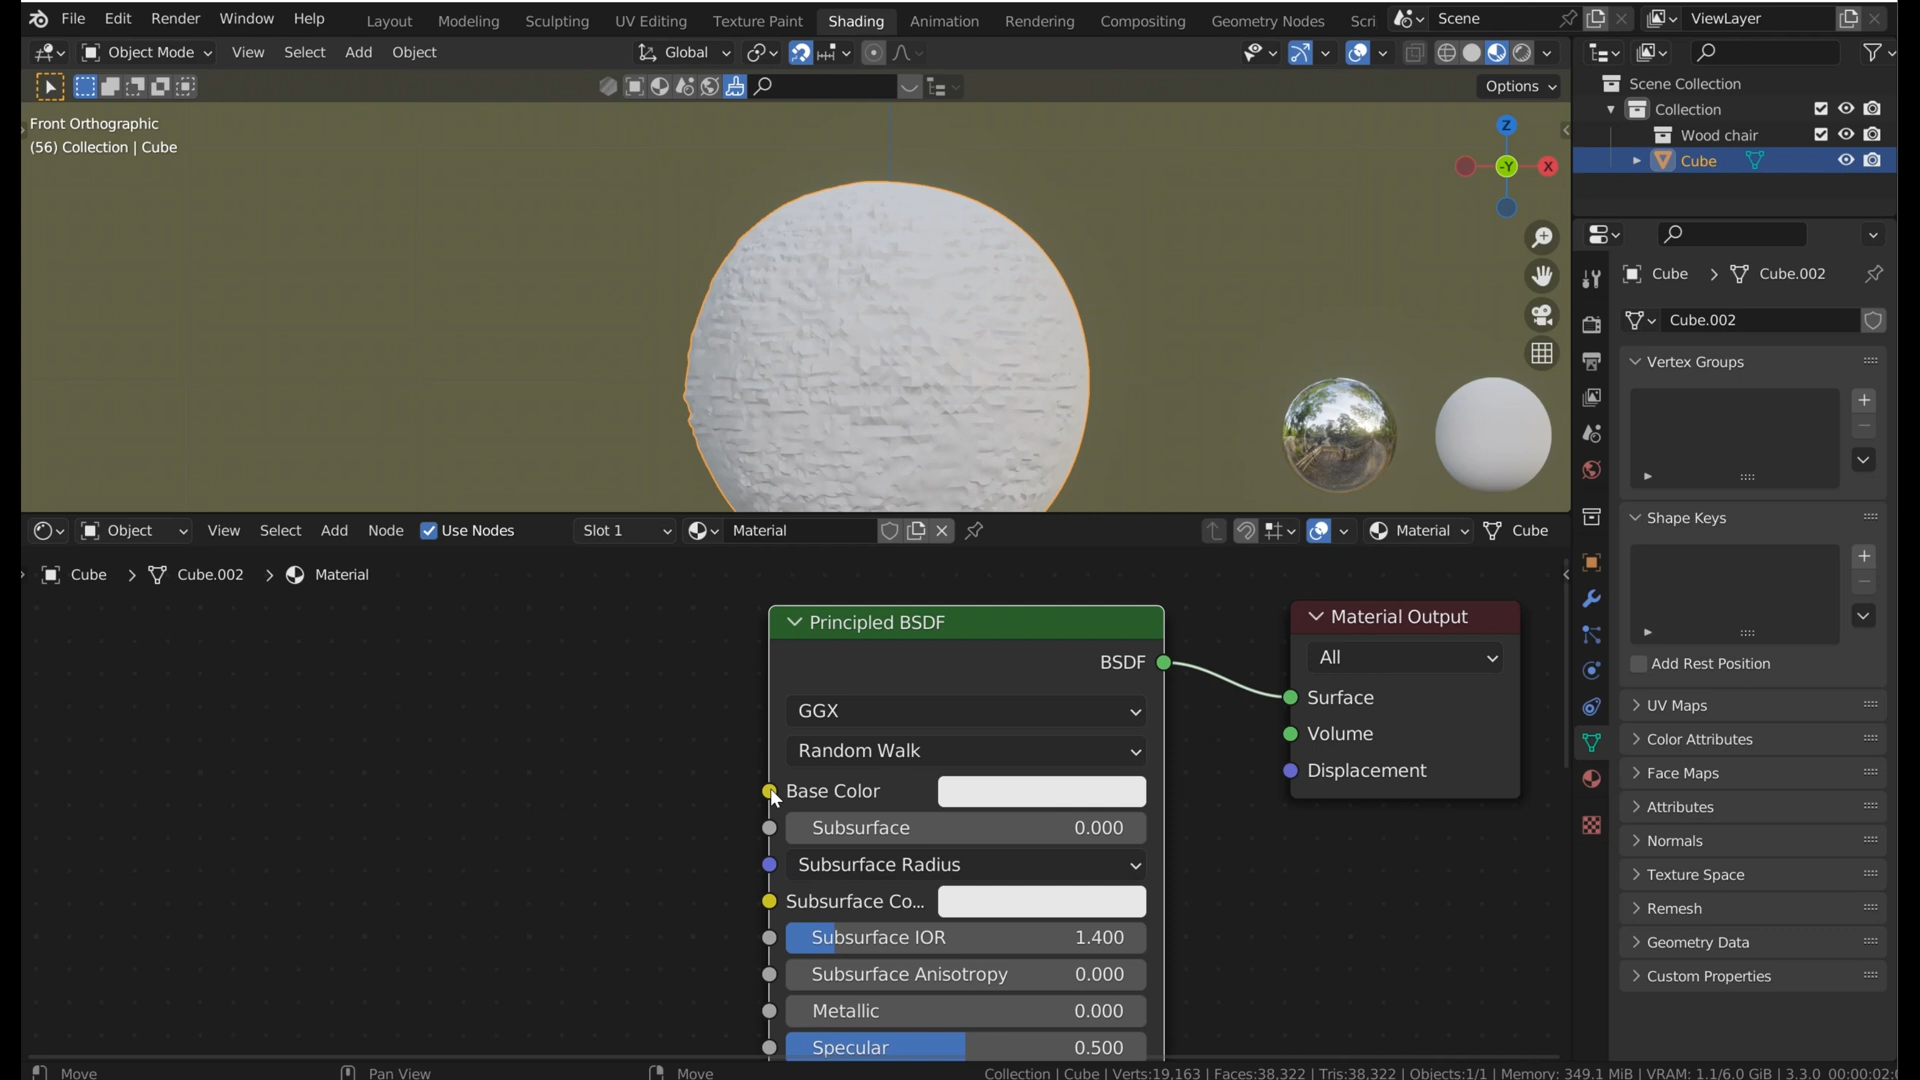 File Edit Render Window Help Layout Modeling Sculpting UV Editing Texture Paint Shading Animation Rendering Compositing Geometry Nodes Scri Scene ViewLayer
Object Mode View Select Add Object Global
Options
Front Orthographic
(56) Collection | Cube
Z
-Y
X
Scene Collection
Collection
Wood chair
Cube
Cube Cube.002
Cube.002
Vertex Groups
Shape Keys
Add Rest Position
UV Maps
Color Attributes
Face Maps
Attributes
Normals
Texture Space
Remesh
Geometry Data
Custom Properties
Object View Select Add Node Use Nodes Slot 1 Material Material Cube
Cube Cube.002 Material
Principled BSDF
BSDF
GGX
Random Walk
Base Color
Subsurface 0.000
Subsurface Radius
Subsurface Co...
Subsurface IOR 1.400
Subsurface Anisotropy 0.000
Metallic 0.000
Specular 0.500
Material Output
All
Surface
Volume
Displacement
Move Pan View Move Collection | Cube | Verts:19,163 | Faces:38,322 | Tris:38,322 | Objects:1/1 | Memory: 349.1 MiB | VRAM: 1.1/6.0 GiB | 3.3.0 00:00:02:0